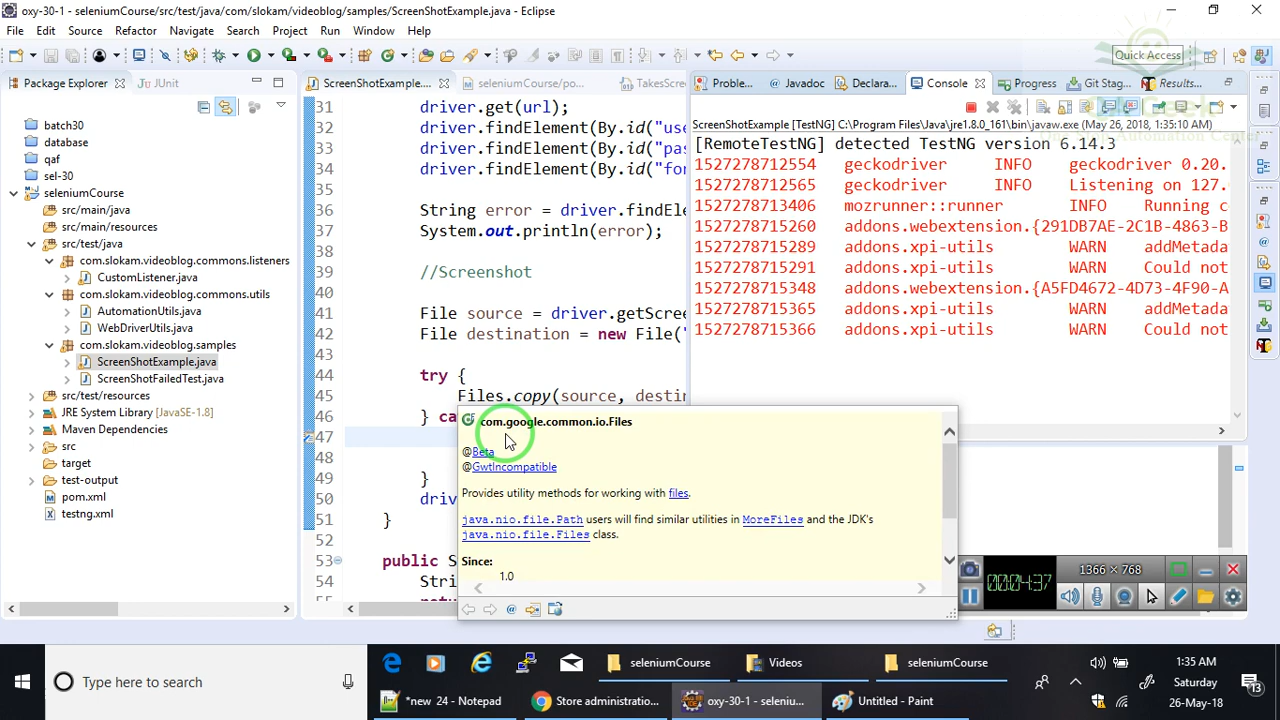 oxy-30-1 - seleniumCourse/src/test/java/com/slokam/videoblog/samples/ScreenShotExample.java - Eclipse
File Edit Source Refactor Navigate Search Project Run Window Help
Quick Access
Package Explorer JUnit
ScreenShotExample.... seleniumCourse/po... TakesScre
Proble... Javadoc Declara... Console Progress Git Stag... Results...
ScreenShotExample [TestNG] C:\Program Files\Java\jre1.8.0_161\bin\javaw.exe (May 26, 2018, 1:35:10 AM)
batch30
database
qaf
sel-30
seleniumCourse
src/main/java
src/main/resources
src/test/java
com.slokam.videoblog.commons.listeners
CustomListener.java
com.slokam.videoblog.commons.utils
AutomationUtils.java
WebDriverUtils.java
com.slokam.videoblog.samples
ScreenShotExample.java
ScreenShotFailedTest.java
src/test/resources
JRE System Library [JavaSE-1.8]
Maven Dependencies
src
target
test-output
pom.xml
testng.xml
31 driver.get(url);
32 driver.findElement(By.id("use
33 driver.findElement(By.id("pas
34 driver.findElement(By.id("for
35
36 String error = driver.findEle
37 System.out.println(error);
38
39 //Screenshot
40
41 File source = driver.getScree
42 File destination = new File("
43
44 try {
45 Files.copy(source, destin
46 } ca
47
48
49 }
50 driv
51 }
52
53 public S
54 Stri
[RemoteTestNG] detected TestNG version 6.14.3
1527278712554 geckodriver INFO geckodriver 0.20.
1527278712565 geckodriver INFO Listening on 127.
1527278713406 mozrunner::runner INFO Running c
1527278715260 addons.webextension.{291DB7AE-2C1B-4863-B
1527278715289 addons.xpi-utils WARN addMetada
1527278715291 addons.xpi-utils WARN Could not
1527278715348 addons.webextension.{A5FD4672-4D73-4F90-A
1527278715365 addons.xpi-utils WARN addMetada
1527278715366 addons.xpi-utils WARN Could not
com.google.common.io.Files
@Beta
@GwtIncompatible
Provides utility methods for working with files.
java.nio.file.Path users will find similar utilities in MoreFiles and the JDK's
java.nio.file.Files class.
Since:
1.0
00:04:37
1366 × 768
Type here to search
seleniumCourse Videos seleniumCourse
*new 24 - Notepad Store administratio... oxy-30-1 - seleniu... Untitled - Paint
1:35 AM
Saturday
26-May-18
13